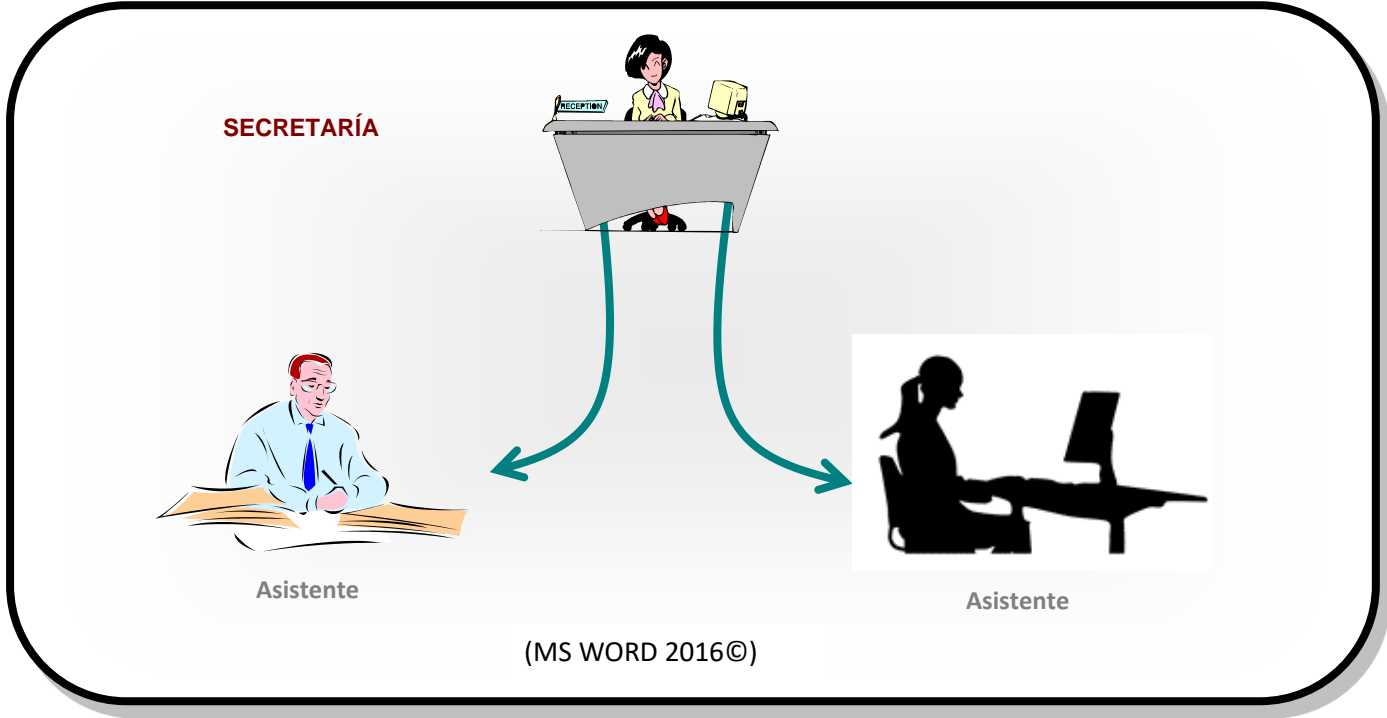 RECEPTION
SECRETARÍA
Asistente
Asistente
(MS WORD 2016©)